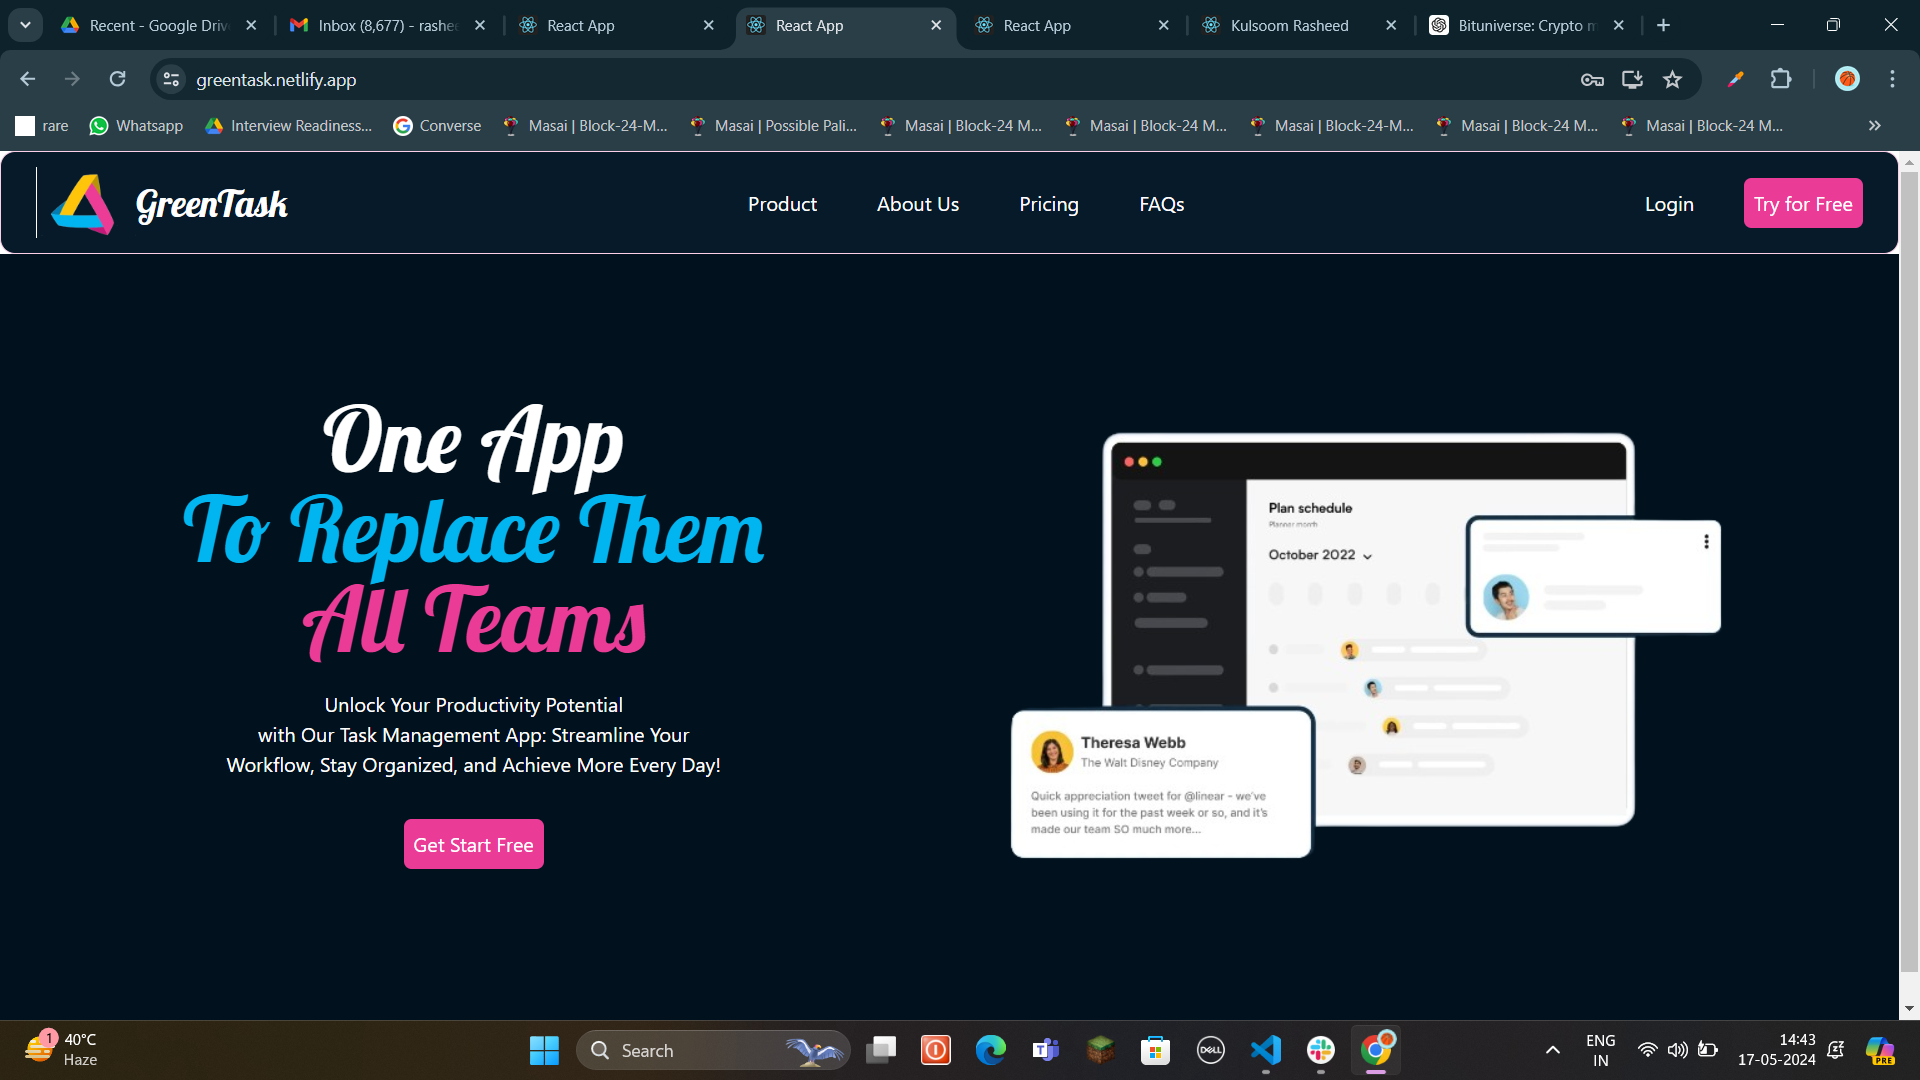 Recent - Google Drive
Inbox (8,677) - rashee
React App
React App
React App
Kulsoom Rasheed
Bituniverse: Crypto m
greentask.netlify.app
rare
Whatsapp
Interview Readiness...
Converse
Masai | Block-24-M...
Masai | Possible Pali...
Masai | Block-24 M...
Masai | Block-24 M...
Masai | Block-24-M...
Masai | Block-24 M...
Masai | Block-24 M...
GreenTask
Product
About Us
Pricing
FAQs
Login
Try for Free
One App
To Replace Them
All Teams
Unlock Your Productivity Potential
with Our Task Management App: Streamline Your
Workflow, Stay Organized, and Achieve More Every Day!
Get Start Free
Plan schedule
Planner month
October 2022
Theresa Webb
The Walt Disney Company
Quick appreciation tweet for @linear - we've
been using it for the past week or so, and it's
made our team SO much more...
1
40°C
Haze
Search
DELL
ENG
IN
14:43
17-05-2024
PRE